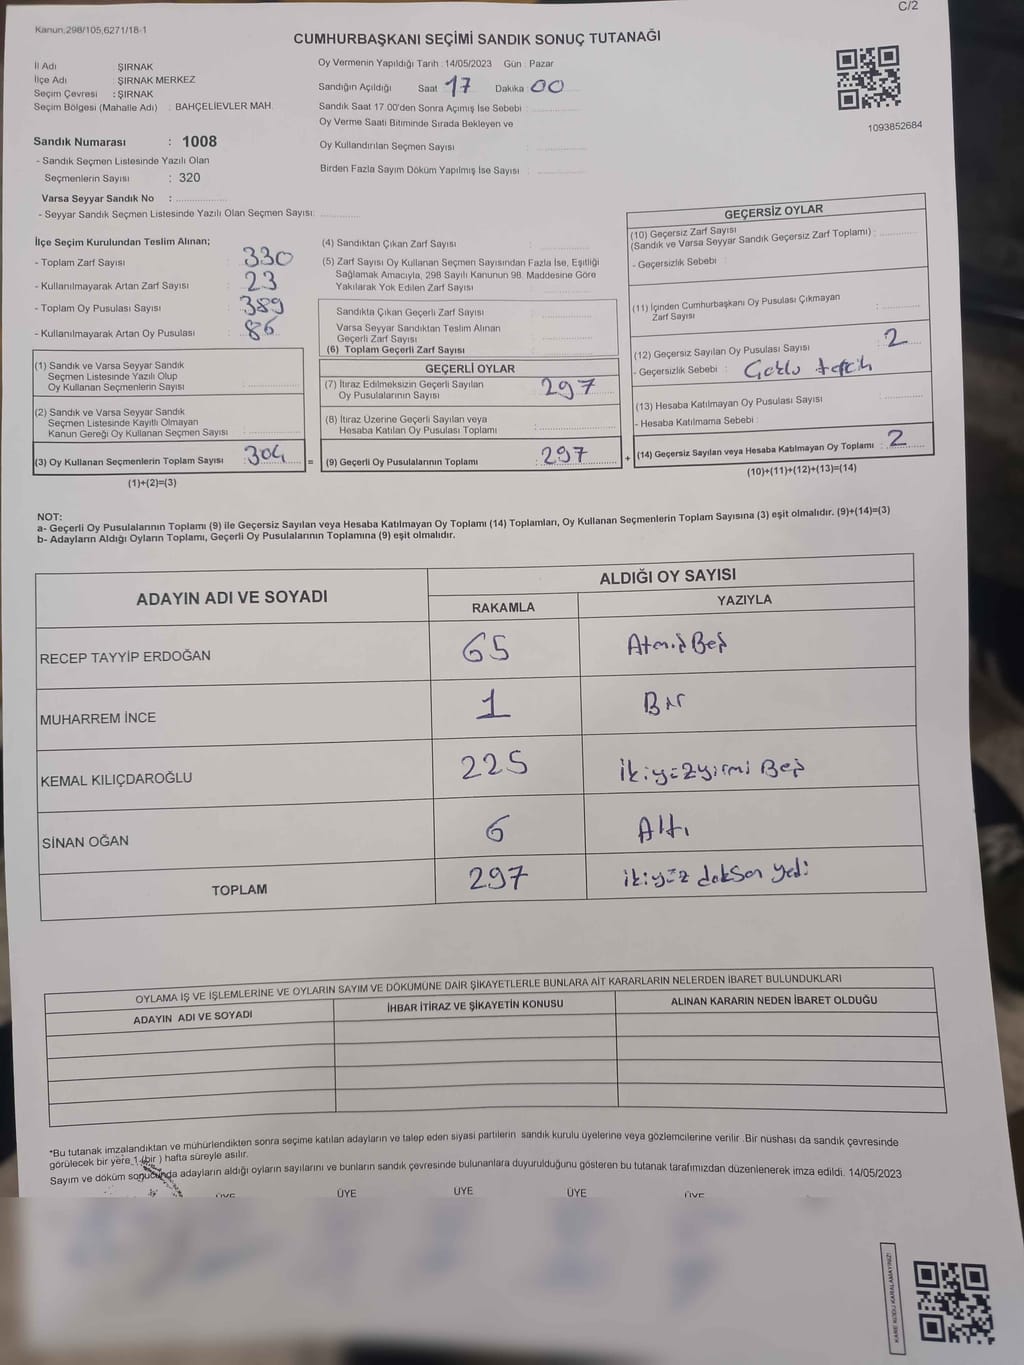 C/2
Kanun;298/105,6271/18-1
CUMHURBAŞKANI SEÇİMİ SANDIK SONUÇ TUTANAĞI
İl Adı ŞIRNAK
İlçe Adı ŞIRNAK MERKEZ
Seçim Çevresi : ŞIRNAK
Seçim Bölgesi (Mahalle Adı) : BAHÇELİEVLER MAH.
Oy Vermenin Yapıldığı Tarih : 14/05/2023 Gün : Pazar
Sandığın Açıldığı Saat 17 Dakika 00
Sandık Saat 17.00'den Sonra Açımış İse Sebebi :
Oy Verme Saati Bitiminde Sırada Bekleyen ve
Oy Kullandırılan Seçmen Sayısı :
Birden Fazla Sayım Döküm Yapılmış İse Sayısı :
1093852684
Sandık Numarası : 1008
- Sandık Seçmen Listesinde Yazılı Olan
Seçmenlerin Sayısı : 320
Varsa Seyyar Sandık No :
- Seyyar Sandık Seçmen Listesinde Yazılı Olan Seçmen Sayısı:
İlçe Seçim Kurulundan Teslim Alınan;
- Toplam Zarf Sayısı : 330
- Kullanılmayarak Artan Zarf Sayısı : 23
- Toplam Oy Pusulası Sayısı : 389
- Kullanılmayarak Artan Oy Pusulası : 86
(1) Sandık ve Varsa Seyyar Sandık
Seçmen Listesinde Yazılı Olup
Oy Kullanan Seçmenlerin Sayısı :
(2) Sandık ve Varsa Seyyar Sandık
Seçmen Listesinde Kayıtlı Olmayan
Kanun Gereği Oy Kullanan Seçmen Sayısı :
(3) Oy Kullanan Seçmenlerin Toplam Sayısı : 304 =
(1)+(2)=(3)
(4) Sandıktan Çıkan Zarf Sayısı :
(5) Zarf Sayısı Oy Kullanan Seçmen Sayısından Fazla İse, Eşitliği
Sağlamak Amacıyla, 298 Sayılı Kanunun 98. Maddesine Göre
Yakılarak Yok Edilen Zarf Sayısı :
Sandıkta Çıkan Geçerli Zarf Sayısı :
Varsa Seyyar Sandıktan Teslim Alınan
Geçerli Zarf Sayısı :
(6) Toplam Geçerli Zarf Sayısı :
GEÇERLİ OYLAR
(7) İtiraz Edilmeksizin Geçerli Sayılan
Oy Pusulalarının Sayısı : 297
(8) İtiraz Üzerine Geçerli Sayılan veya
Hesaba Katılan Oy Pusulası Toplamı :
(9) Geçerli Oy Pusulalarının Toplamı : 297 +
GEÇERSİZ OYLAR
(10) Geçersiz Zarf Sayısı
(Sandık ve Varsa Seyyar Sandık Geçersiz Zarf Toplamı) :
- Geçersizlik Sebebi :
(11) İçinden Cumhurbaşkanı Oy Pusulası Çıkmayan
Zarf Sayısı :
(12) Geçersiz Sayılan Oy Pusulası Sayısı : 2
- Geçersizlik Sebebi :
(13) Hesaba Katılmayan Oy Pusulası Sayısı :
- Hesaba Katılmama Sebebi :
(14) Geçersiz Sayılan veya Hesaba Katılmayan Oy Toplamı : 2
(10)+(11)+(12)+(13)=(14)
NOT:
a- Geçerli Oy Pusulalarının Toplamı (9) ile Geçersiz Sayılan veya Hesaba Katılmayan Oy Toplamı (14) Toplamları, Oy Kullanan Seçmenlerin Toplam Sayısına (3) eşit olmalıdır. (9)+(14)=(3)
b- Adayların Aldığı Oyların Toplamı, Geçerli Oy Pusulalarının Toplamına (9) eşit olmalıdır.
ADAYIN ADI VE SOYADI
ALDIĞI OY SAYISI
RAKAMLA YAZIYLA
RECEP TAYYİP ERDOĞAN 65 Atmış Beş
MUHARREM İNCE 1 Bir
KEMAL KILIÇDAROĞLU 225 İkiyüzyirmi Beş
SİNAN OĞAN 6 Altı
TOPLAM 297 ikiyüz doksan yedi
OYLAMA İŞ VE İŞLEMLERİNE VE OYLARIN SAYIM VE DÖKÜMÜNE DAİR ŞİKAYETLERLE BUNLARA AİT KARARLARIN NELERDEN İBARET BULUNDUKLARI
ADAYIN ADI VE SOYADI İHBAR İTİRAZ VE ŞİKAYETİN KONUSU ALINAN KARARIN NEDEN İBARET OLDUĞU
*Bu tutanak imzalandıktan ve mühürlendikten sonra seçime katılan adayların ve talep eden siyasi partilerin sandık kurulu üyelerine veya gözlemcilerine verilir .Bir nüshası da sandık çevresinde
görülecek bir yere 1 (bir ) hafta süreyle asılır.
Sayım ve döküm sonucunda adayların aldığı oyların sayılarını ve bunların sandık çevresinde bulunanlara duyurulduğunu gösteren bu tutanak tarafımızdan düzenlenerek imza edildi. 14/05/2023
ÜYE ÜYE ÜYE ÜYE ÜYE
KARE KODU KARALAMAYINIZ!